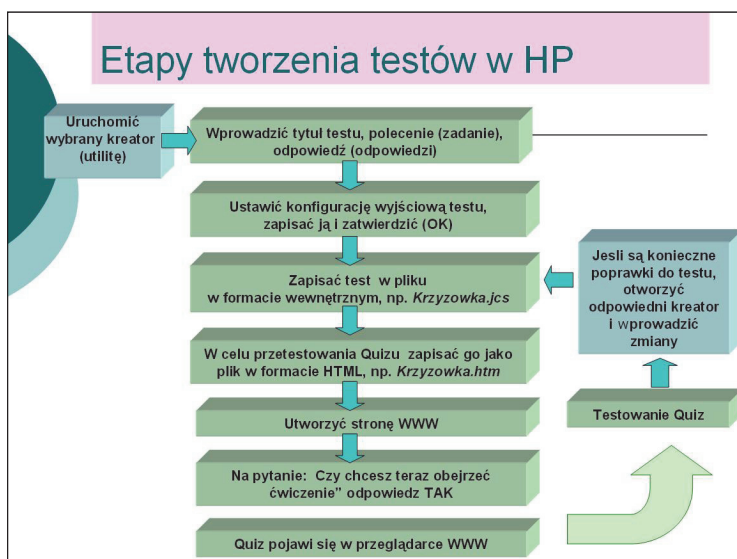 Etapy tworzenia testów w HP
Uruchomić
wybrany kreator
(utilitę)
Wprowadzić tytuł testu, polecenie (zadanie),
odpowiedź (odpowiedzi)
Ustawić konfigurację wyjściową testu,
zapisać ją i zatwierdzić (OK)
Zapisać test w pliku
w formacie wewnętrznym, np. Krzyzowka.jcs
W celu przetestowania Quizu zapisać go jako
plik w formacie HTML, np. Krzyzowka.htm
Utworzyć stronę WWW
Na pytanie: Czy chcesz teraz obejrzeć
ćwiczenie" odpowiedz TAK
Quiz pojawi się w przeglądarce WWW
Testowanie Quiz
Jesli są konieczne
poprawki do testu,
otworzyć
odpowiedni kreator
i wprowadzić
zmiany